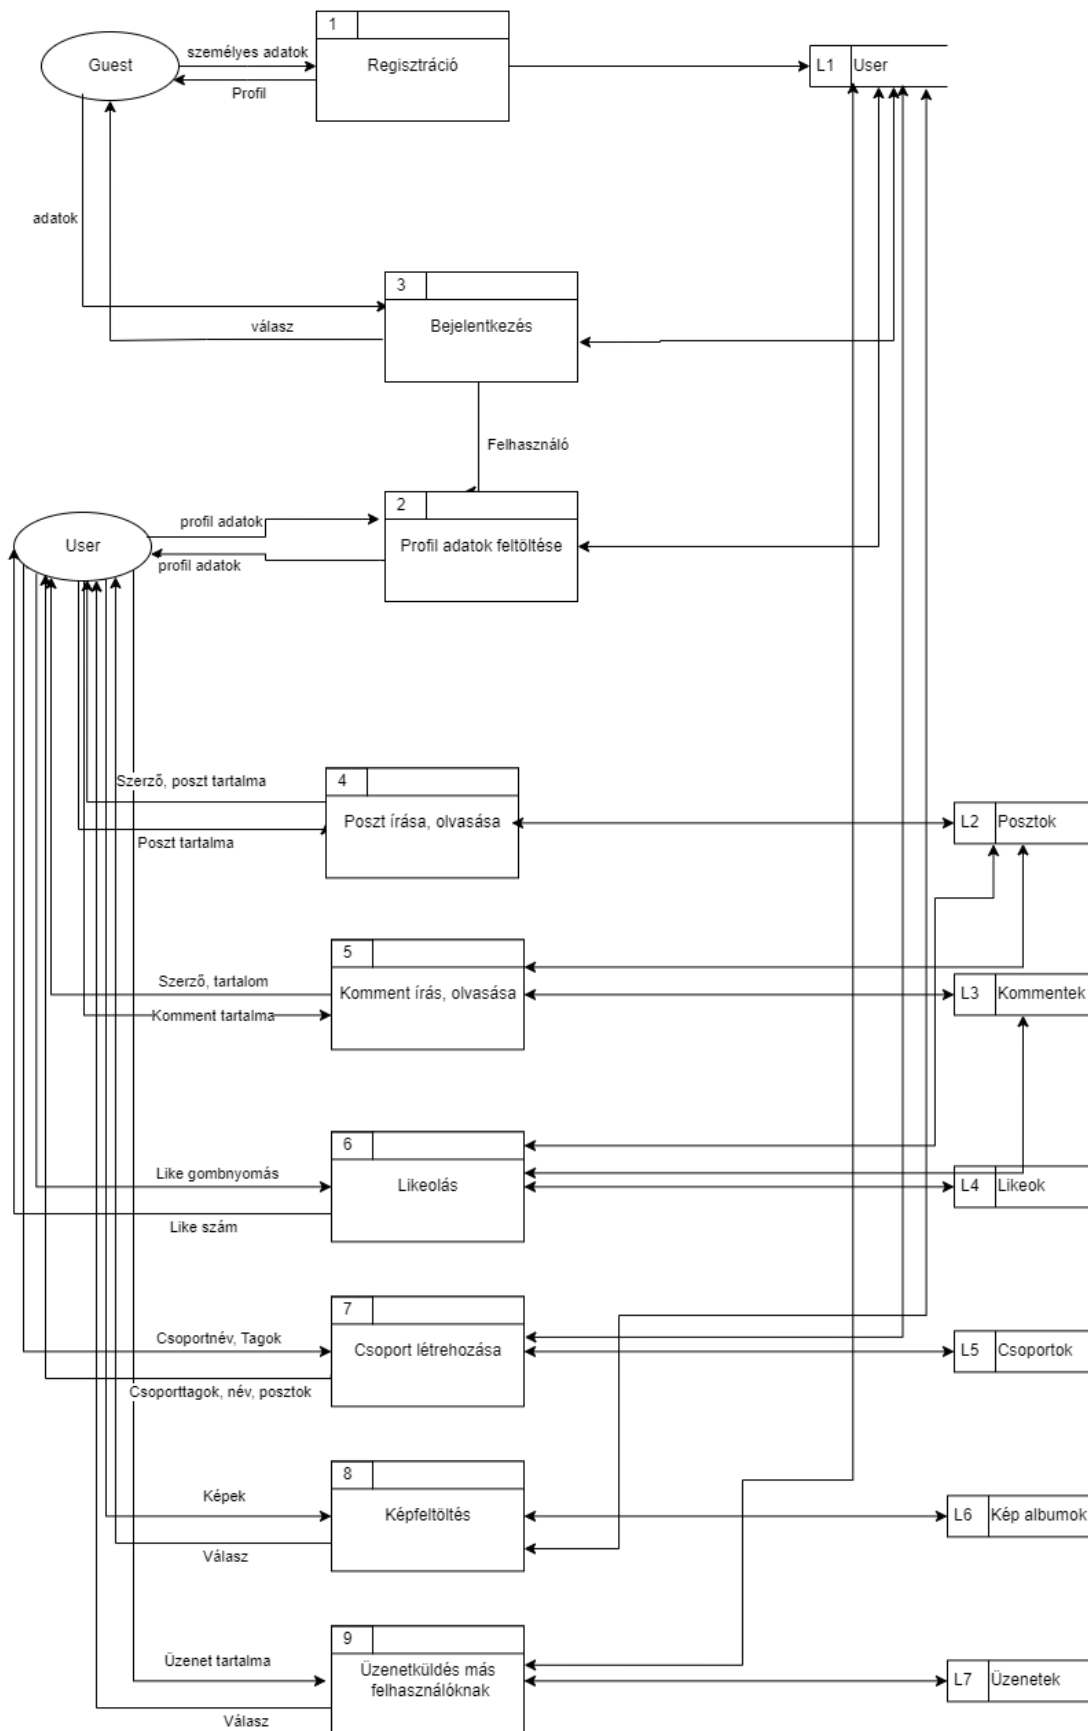 1
személyes adatok
Guest
Regisztráció
L1
User
Profil
adatok
3
válasz
Bejelentkezés
Felhasználó
2
profil adatok
User
Profil adatok feltöltése
profil adatok
4
Szerző, poszt tartalma
Poszt írása, olvasása
L2
Posztok
Poszt tartalma
5
Szerző, tartalom
Komment írás, olvasása
L3
Kommentek
Komment tartalma
6
Like gombnyomás
Likeolás
L4
Likeok
Like szám
7
Csoportnév, Tagok
Csoport létrehozása
L5
Csoportok
Csoporttagok, név, posztok
8
Képek
Képfeltöltés
L6
Kép albumok
Válasz
9
Üzenet tartalma
Üzenetküldés más
felhasználóknak
L7
Üzenetek
Válasz